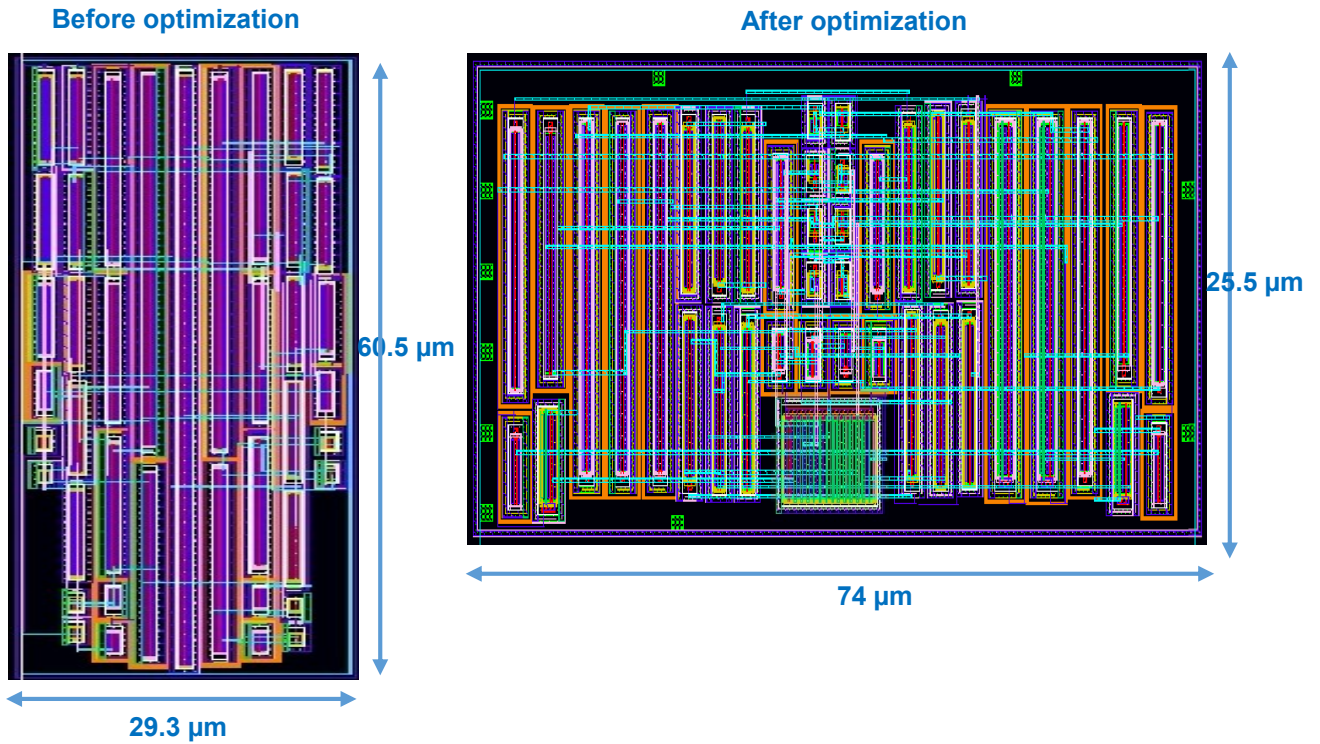 Before optimization
After optimization
60.5 µm
29.3 µm
25.5 µm
74 µm